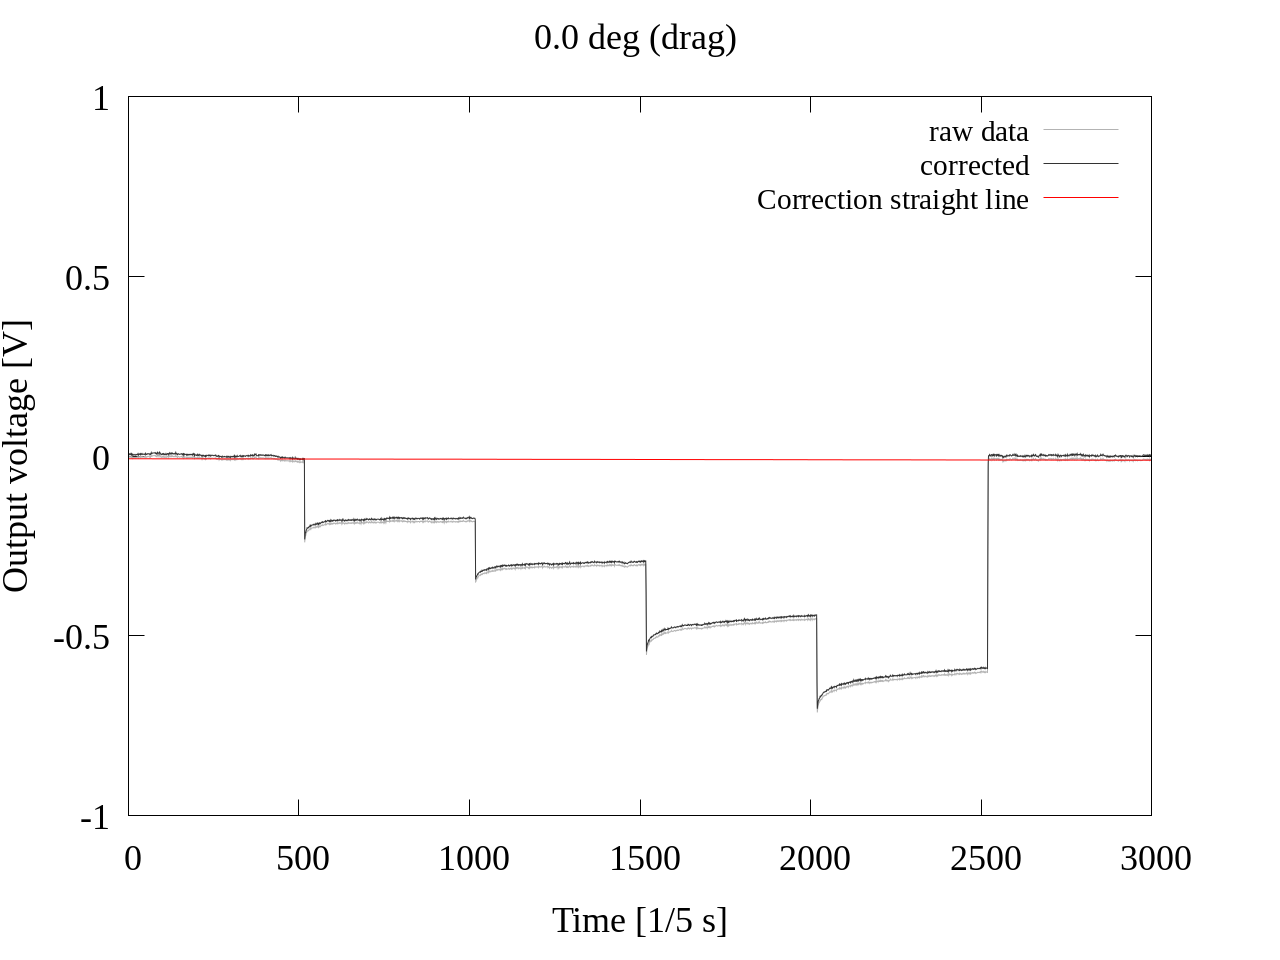 0.0 deg (drag)
raw data
corrected
Correction straight line
Output voltage [V]
1
0.5
0
-0.5
-1
0 500 1000 1500 2000 2500 3000
Time [1/5 s]